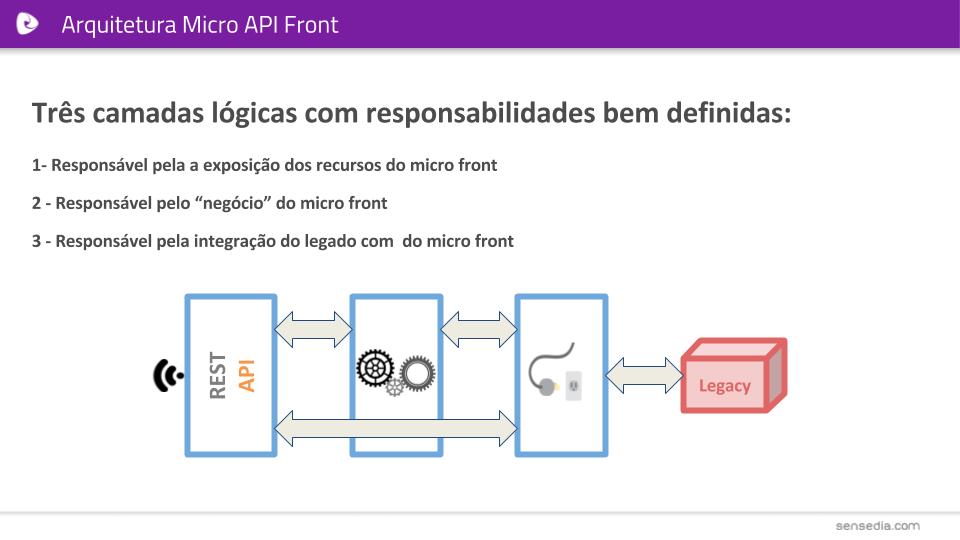 Arquitetura Micro API Front
Três camadas lógicas com responsabilidades bem definidas:
1- Responsável pela a exposição dos recursos do micro front
2 - Responsável pelo “negócio” do micro front
3 - Responsável pela integração do legado com  do micro front
REST
API
Legacy
sensedia.com